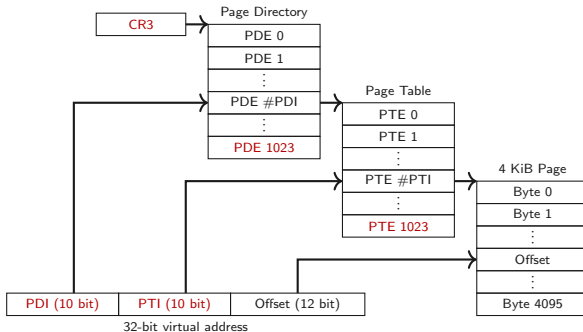 Page Directory
CR3
PDE 0
PDE 1
⋮
PDE #PDI
⋮
PDE 1023
Page Table
PTE 0
PTE 1
⋮
PTE #PTI
⋮
PTE 1023
4 KiB Page
Byte 0
Byte 1
⋮
Offset
⋮
Byte 4095
PDI (10 bit) PTI (10 bit) Offset (12 bit)
32-bit virtual address